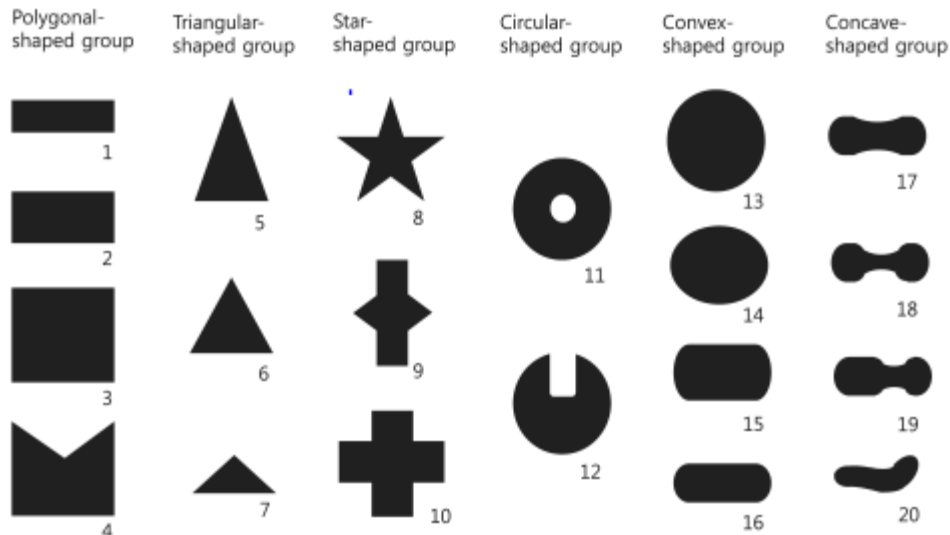 Polygonal-
shaped group
Triangular-
shaped group
Star-
shaped group
Circular-
shaped group
Convex-
shaped group
Concave-
shaped group
1
2
3
4
5
6
7
8
9
10
11
12
13
14
15
16
17
18
19
20